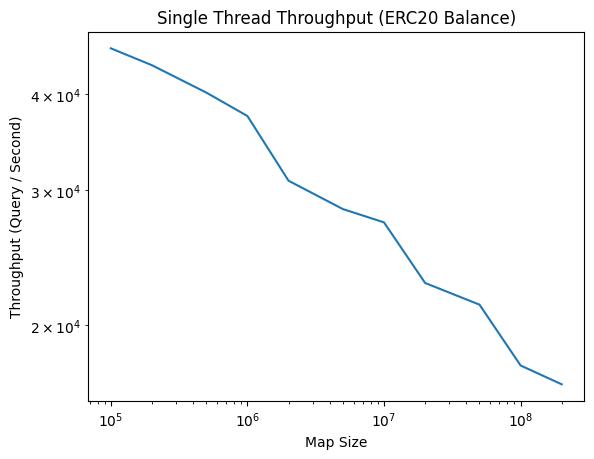 Single Thread Throughput (ERC20 Balance)
Throughput (Query / Second)
4 × 10⁴
3 × 10⁴
2 × 10⁴
10⁵ 10⁶ 10⁷ 10⁸
Map Size